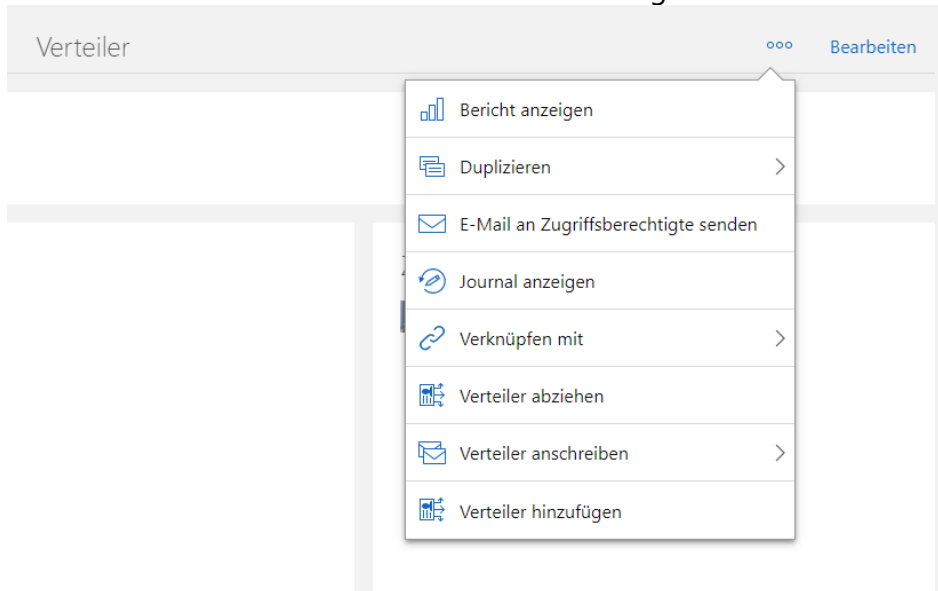 Verteiler
Bearbeiten
Bericht anzeigen
Duplizieren
E-Mail an Zugriffsberechtigte senden
Journal anzeigen
Verknüpfen mit
Verteiler abziehen
Verteiler anschreiben
Verteiler hinzufügen